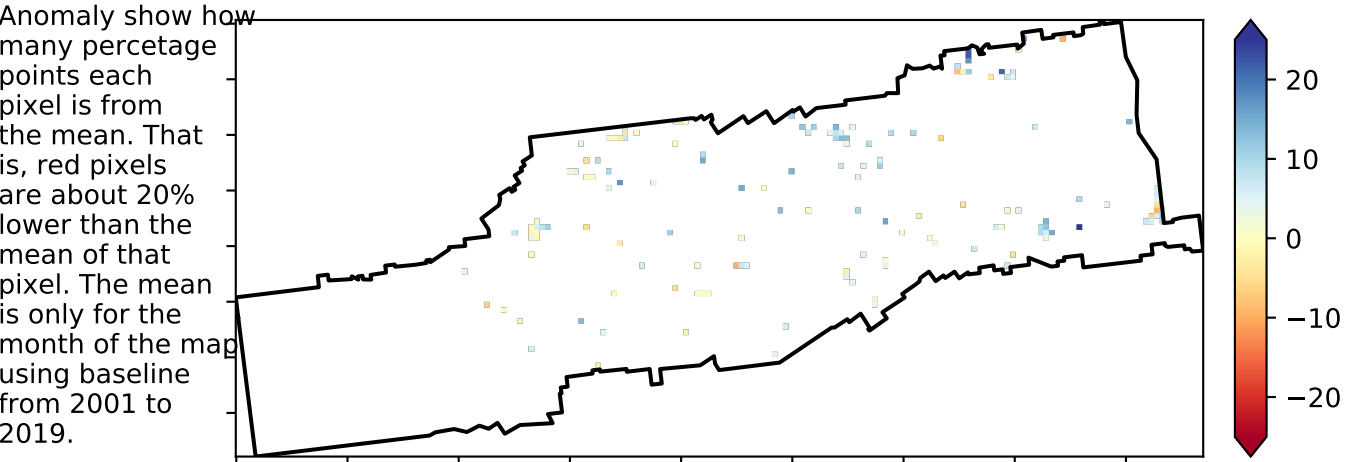 Anomaly show how
many percetage
points each
pixel is from
the mean. That
is, red pixels
are about 20%
lower than the
mean of that
pixel. The mean
is only for the
month of the map
using baseline
from 2001 to
2019.
20
10
0
−10
−20